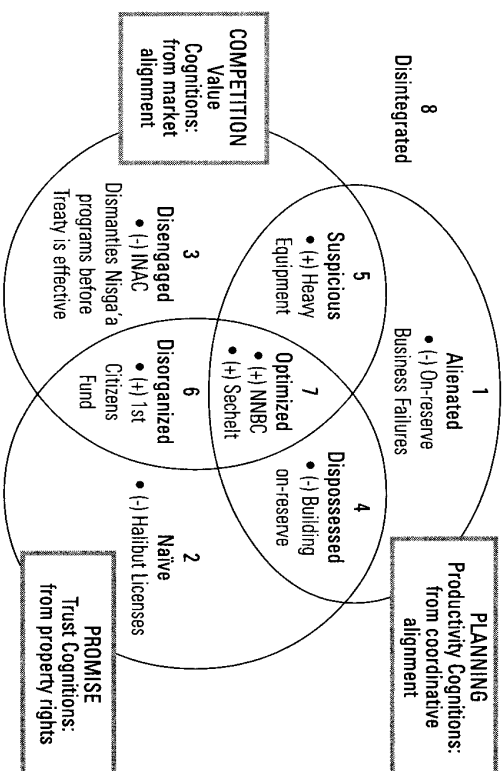 8
Disintegrated
1
Alienated
• (-) On-reserve
Business Failures
PLANNING
Productivity Cognitions:
from coordinative
alignment
5
Suspicious
• (+) Heavy
Equipment
4
Dispossessed
• (-) Building
on-reserve
7
Optimized
• (+) NNBC
• (+) Sechelt
COMPETITION
Value
Cognitions:
from market
alignment
3
Disengaged
• (-) INAC
Dismantles Nisga'a
programs before
Treaty is effective
6
Disorganized
• (+) 1st
Citizens
Fund
2
Naïve
• (-) Halibut Licenses
PROMISE
Trust Cognitions:
from property rights